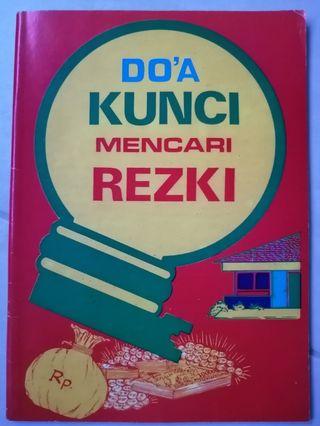 DO'A
KUNCI
MENCARI
REZKI
Rp